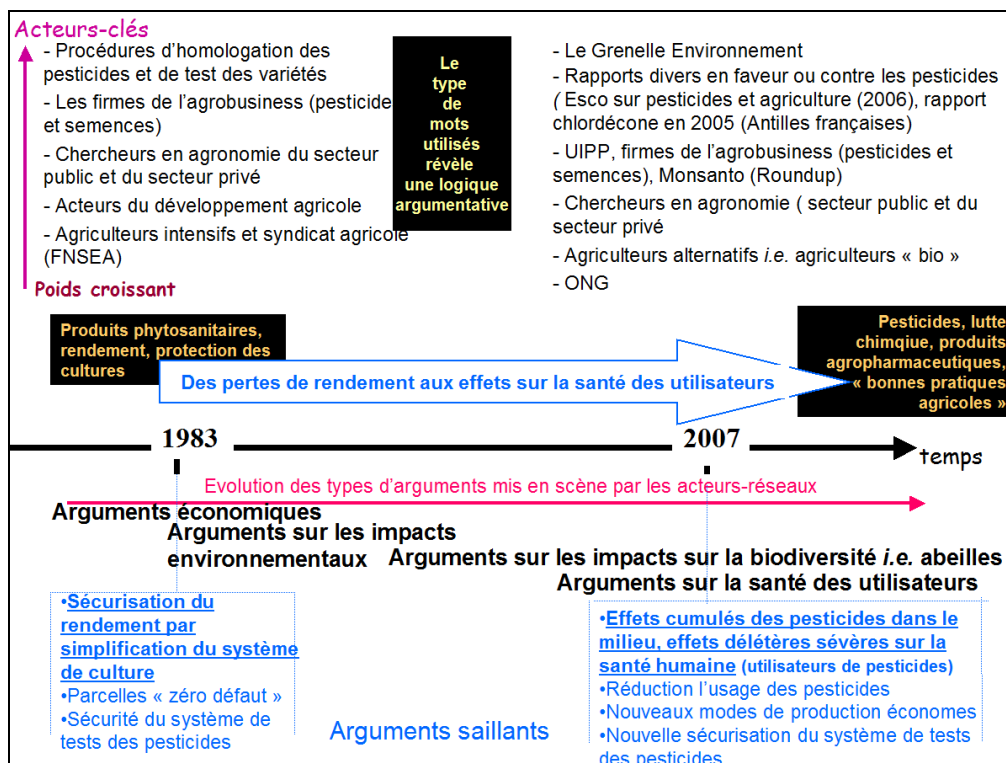 Acteurs-clés
- Procédures d'homologation des
pesticides et de test des variétés
- Les firmes de l'agrobusiness (pesticide
et semences)
- Chercheurs en agronomie du secteur
public et du secteur privé
- Acteurs du développement agricole
- Agriculteurs intensifs et syndicat agricole
(FNSEA)
Poids croissant
Le
type
de
mots
utilisés
révèle
une logique
argumentative
- Le Grenelle Environnement
- Rapports divers en faveur ou contre les pesticides
( Esco sur pesticides et agriculture (2006), rapport
chlordécone en 2005 (Antilles françaises)
- UIPP, firmes de l'agrobusiness (pesticides et
semences), Monsanto (Roundup)
- Chercheurs en agronomie ( secteur public et du
secteur privé
- Agriculteurs alternatifs i.e. agriculteurs « bio »
- ONG
Produits phytosanitaires,
rendement, protection des
cultures
Des pertes de rendement aux effets sur la santé des utilisateurs
Pesticides, lutte
chimqiue, produits
agropharmaceutiques,
« bonnes pratiques
agricoles »
1983
2007
temps
Evolution des types d'arguments mis en scène par les acteurs-réseaux
Arguments économiques
Arguments sur les impacts
environnementaux
Arguments sur les impacts sur la biodiversité i.e. abeilles
Arguments sur la santé des utilisateurs
•Sécurisation du
rendement par
simplification du système
de culture
•Parcelles « zéro défaut »
•Sécurité du système de
tests des pesticides
Arguments saillants
•Effets cumulés des pesticides dans le
milieu, effets délétères sévères sur la
santé humaine (utilisateurs de pesticides)
•Réduction l'usage des pesticides
•Nouveaux modes de production économes
•Nouvelle sécurisation du système de tests
des pesticides